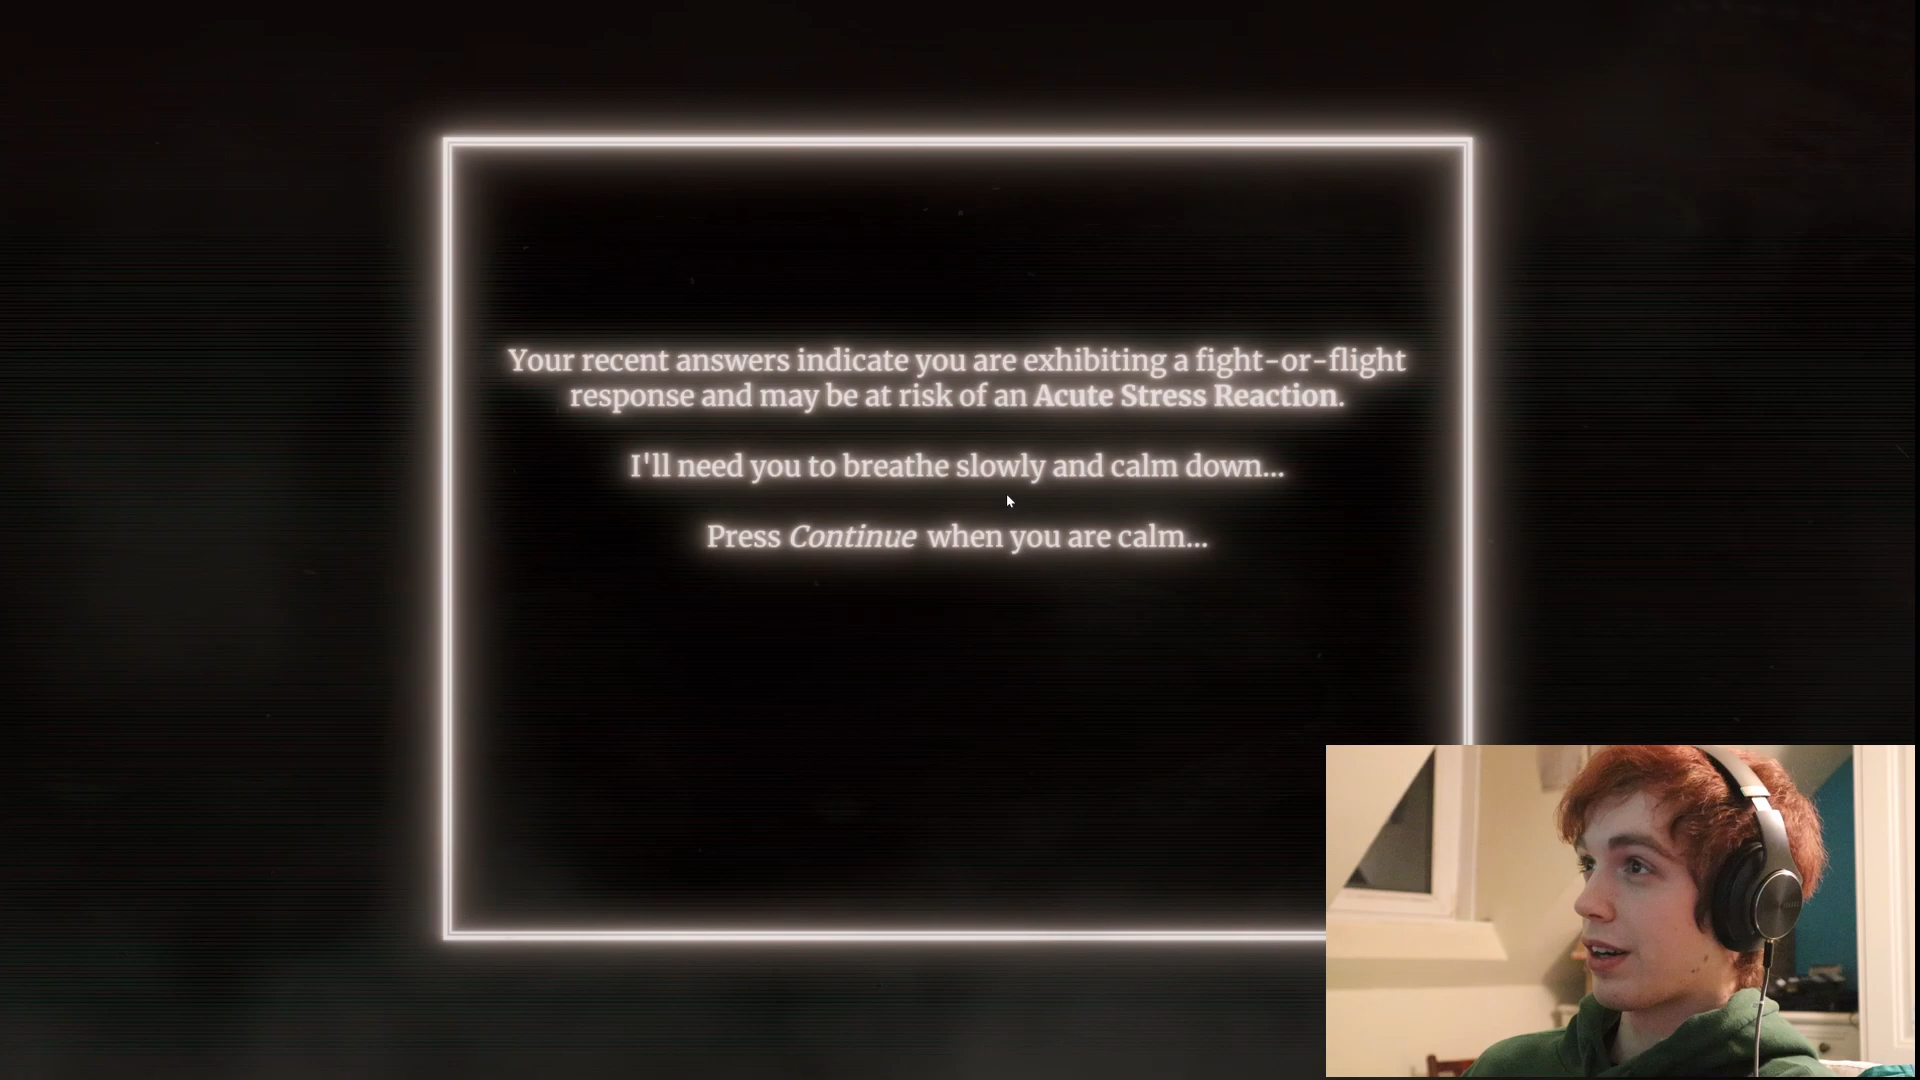 Your recent answers indicate you are exhibiting a fight-or-flight
response and may be at risk of an Acute Stress Reaction.
I'll need you to breathe slowly and calm down...
Press Continue when you are calm...